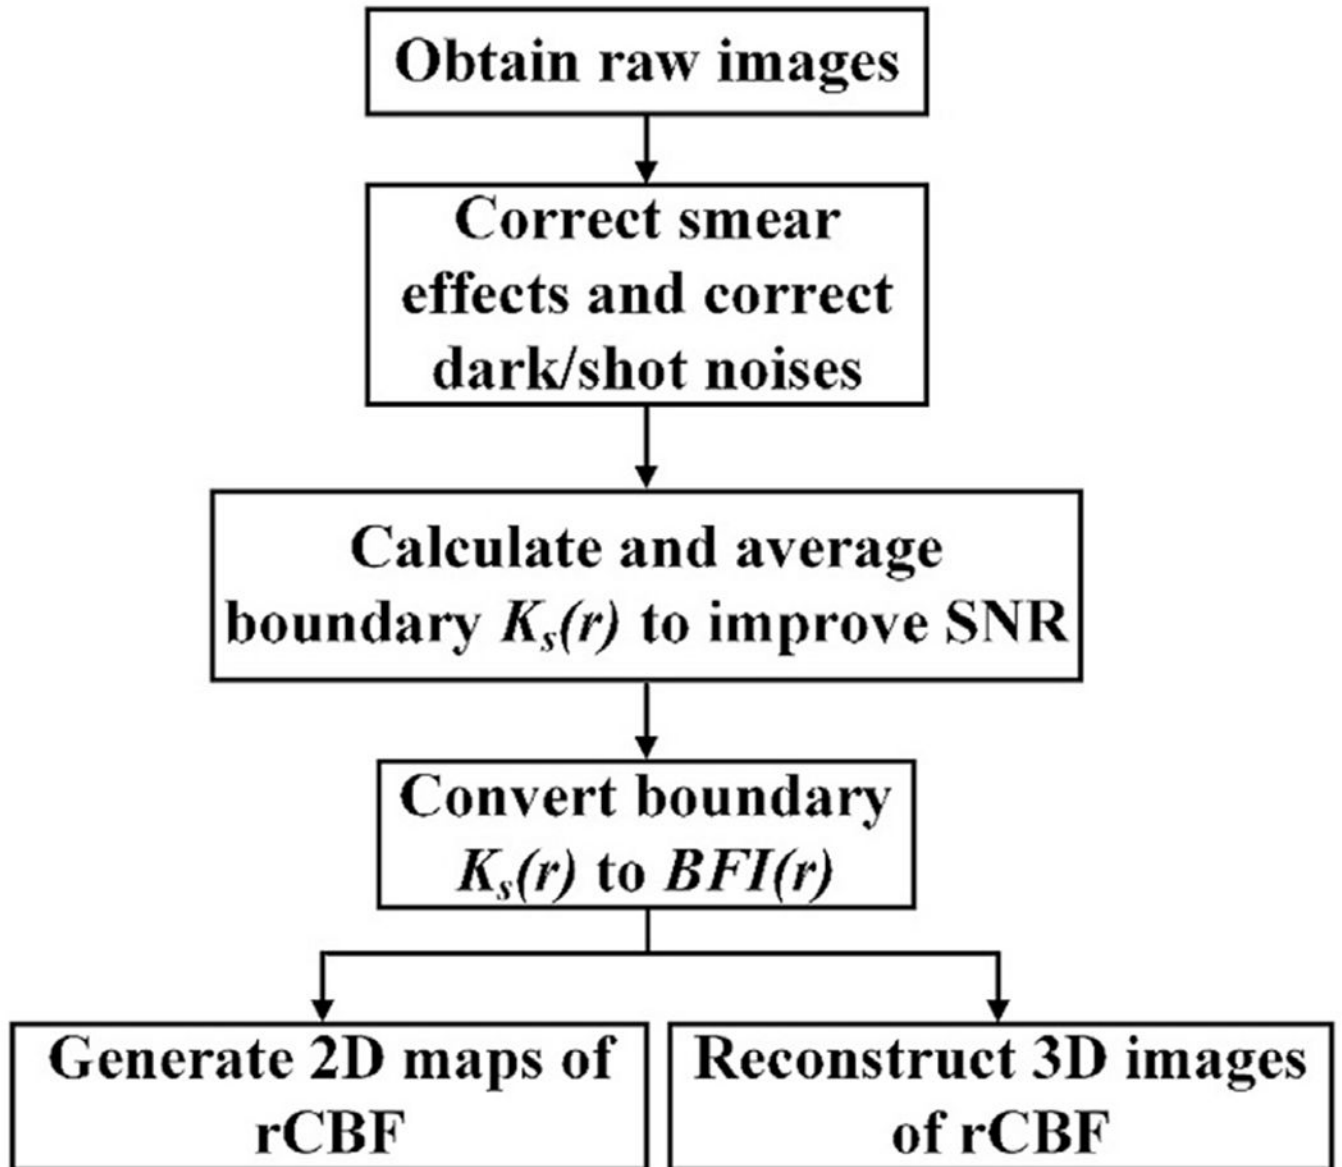 Obtain raw images
Correct smear
effects and correct
dark/shot noises
Calculate and average
boundary Kₛ(r) to improve SNR
Convert boundary
Kₛ(r) to BFI(r)
Generate 2D maps of
rCBF
Reconstruct 3D images
of rCBF